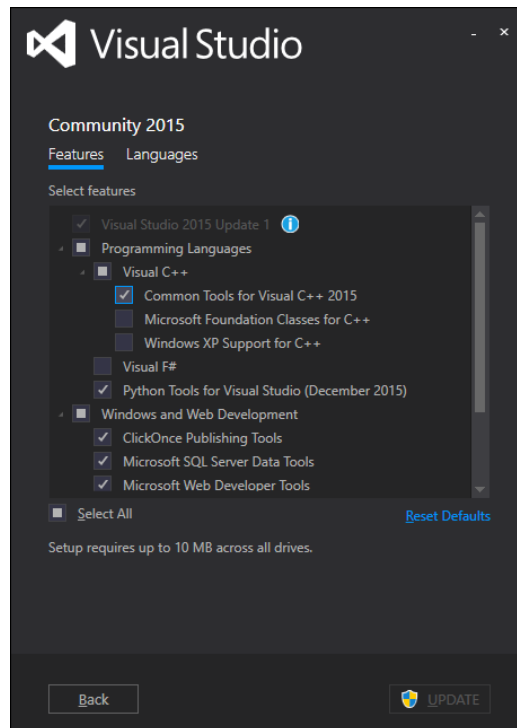 Visual Studio
Community 2015
Features Languages
Select features
Visual Studio 2015 Update 1
Programming Languages
Visual C++
Common Tools for Visual C++ 2015
Microsoft Foundation Classes for C++
Windows XP Support for C++
Visual F#
Python Tools for Visual Studio (December 2015)
Windows and Web Development
ClickOnce Publishing Tools
Microsoft SQL Server Data Tools
Microsoft Web Developer Tools
Select All Reset Defaults
Setup requires up to 10 MB across all drives.
Back UPDATE